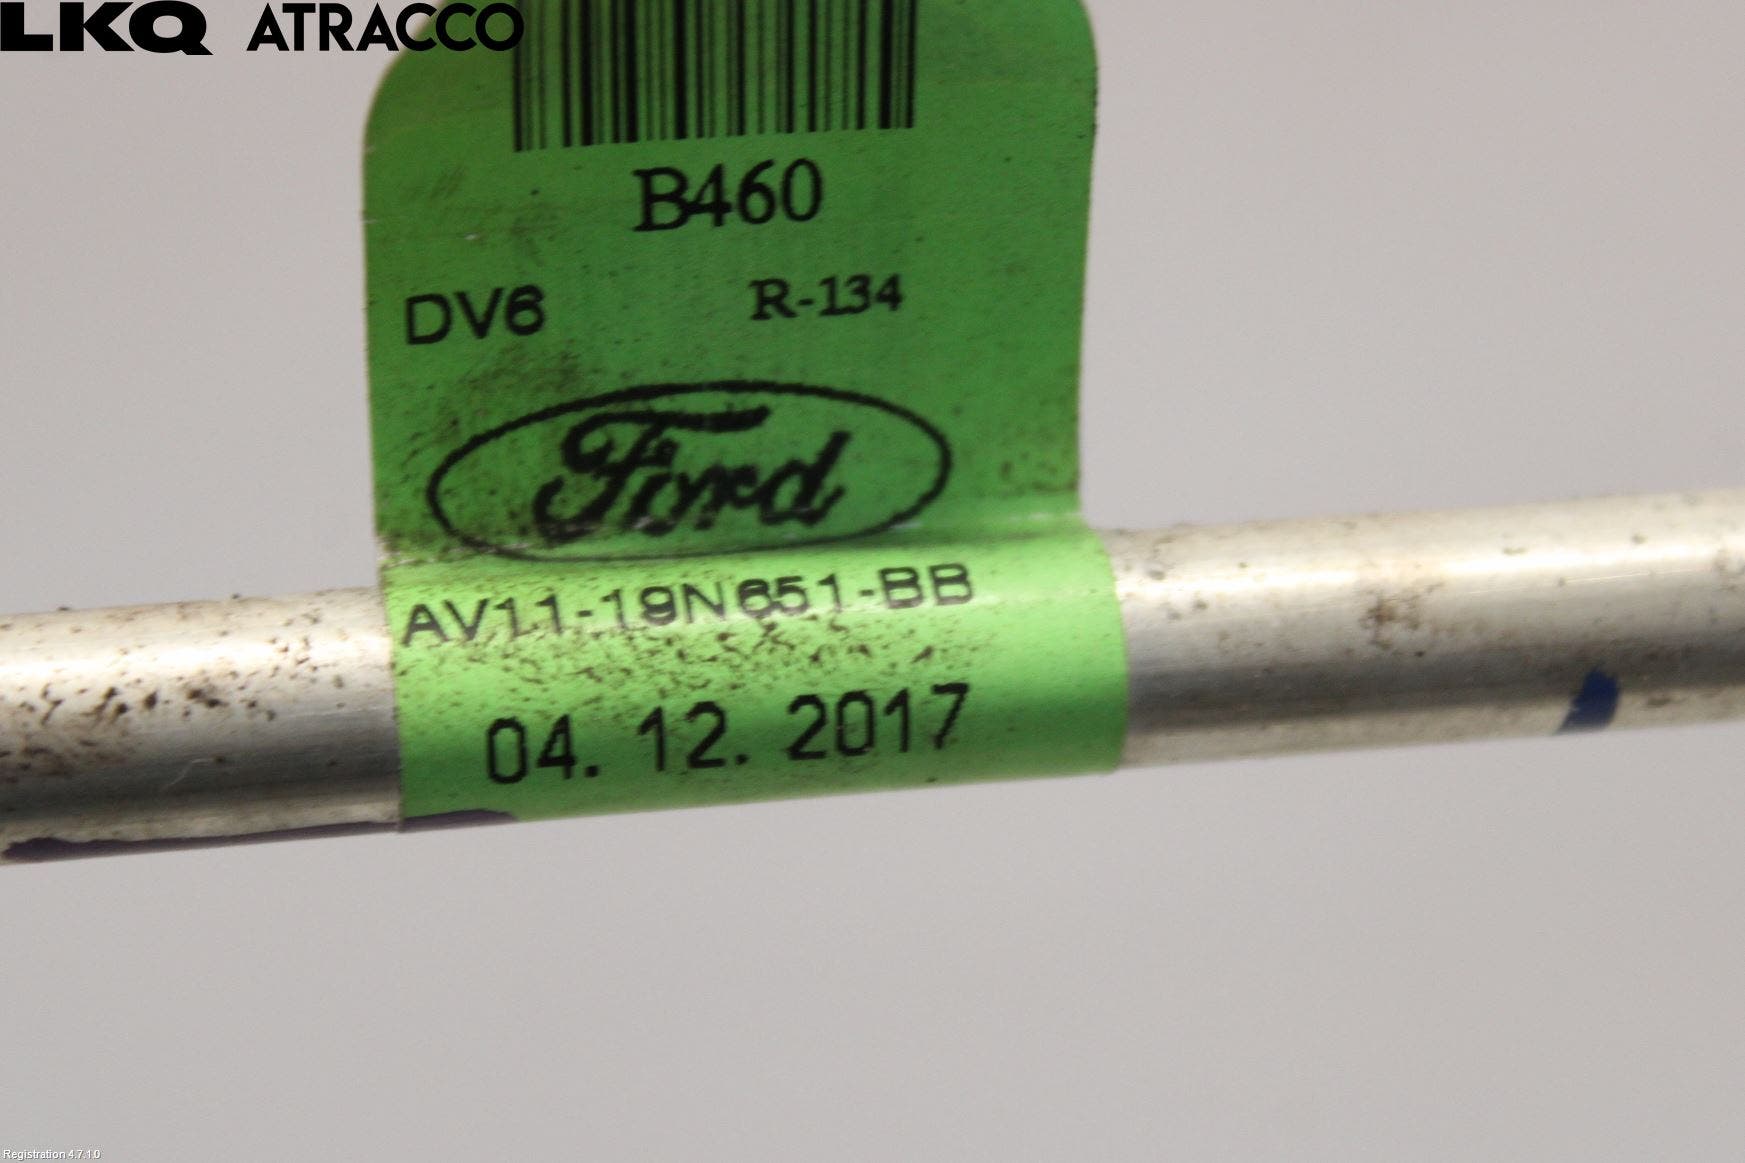 LKQ ATRACCO
B460
DV6 R-134
Ford
AV11-19N651-BB
04. 12. 2017
Registration 4.7.1.0